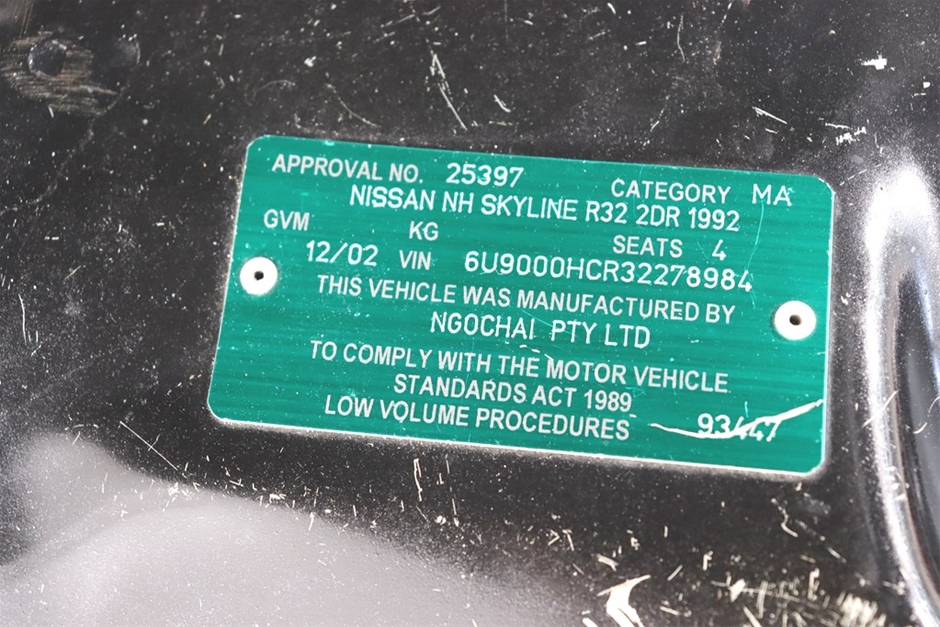 APPROVAL NO. 25397 CATEGORY MA
NISSAN NH SKYLINE R32 2DR 1992
GVM KG SEATS 4
12/02 VIN 6U9000HCR32278984
THIS VEHICLE WAS MANUFACTURED BY
NGOCHAI PTY LTD
TO COMPLY WITH THE MOTOR VEHICLE
STANDARDS ACT 1989
LOW VOLUME PROCEDURES 93447